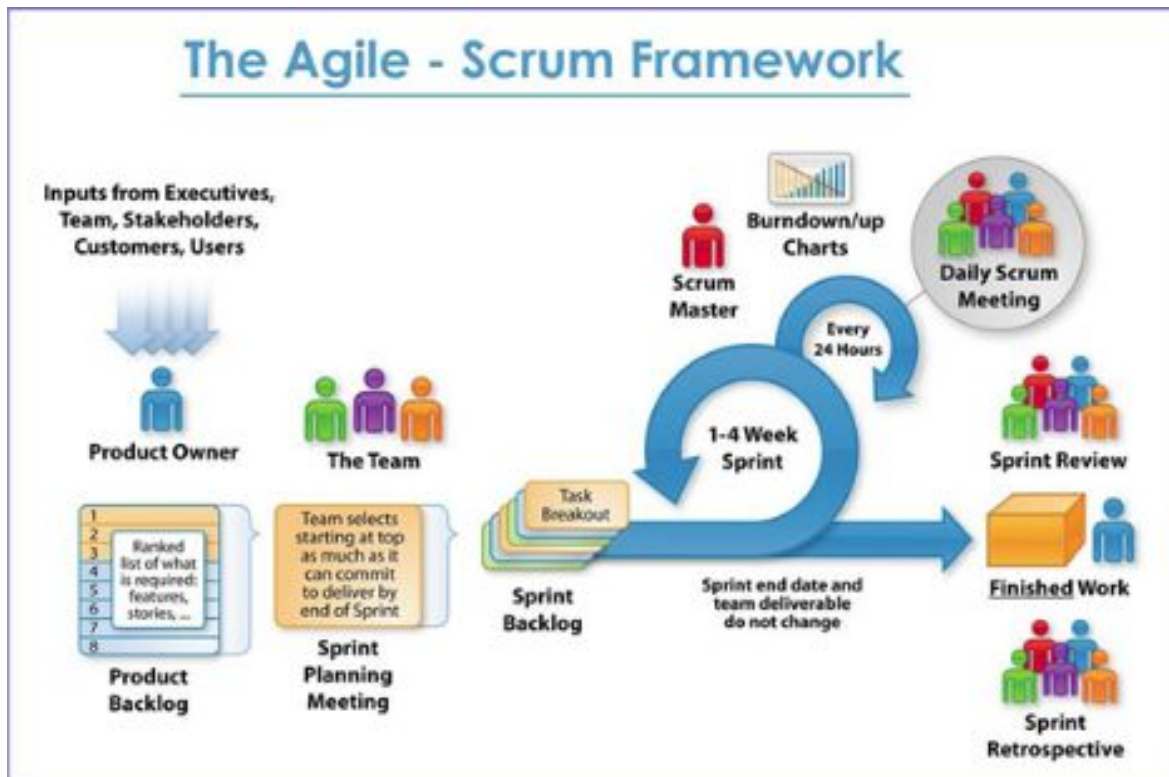 The Agile - Scrum Framework
Inputs from Executives,
Team, Stakeholders,
Customers, Users
Product Owner
The Team
1
2
3
4
5
6
7
8
Ranked
list of what
is required:
features,
stories, ...
Product
Backlog
Team selects
starting at top
as much as it
can commit
to deliver by
end of Sprint
Sprint
Planning
Meeting
Task
Breakout
Sprint
Backlog
Scrum
Master
Burndown/up
Charts
Every
24 Hours
Daily Scrum
Meeting
1-4 Week
Sprint
Sprint end date and
team deliverable
do not change
Sprint Review
Finished Work
Sprint
Retrospective